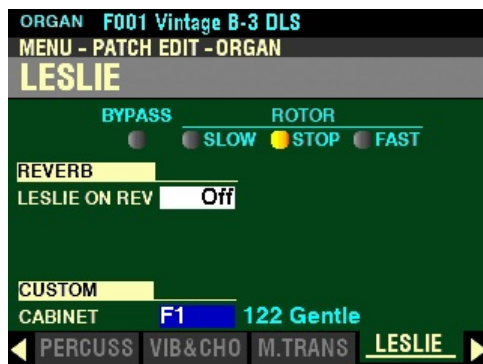 ORGAN F001 Vintage B-3 DLS
MENU - PATCH EDIT - ORGAN
LESLIE
BYPASS ROTOR
SLOW STOP FAST
REVERB
LESLIE ON REV Off
CUSTOM
CABINET F1 122 Gentle
PERCUSS VIB&CHO M.TRANS LESLIE